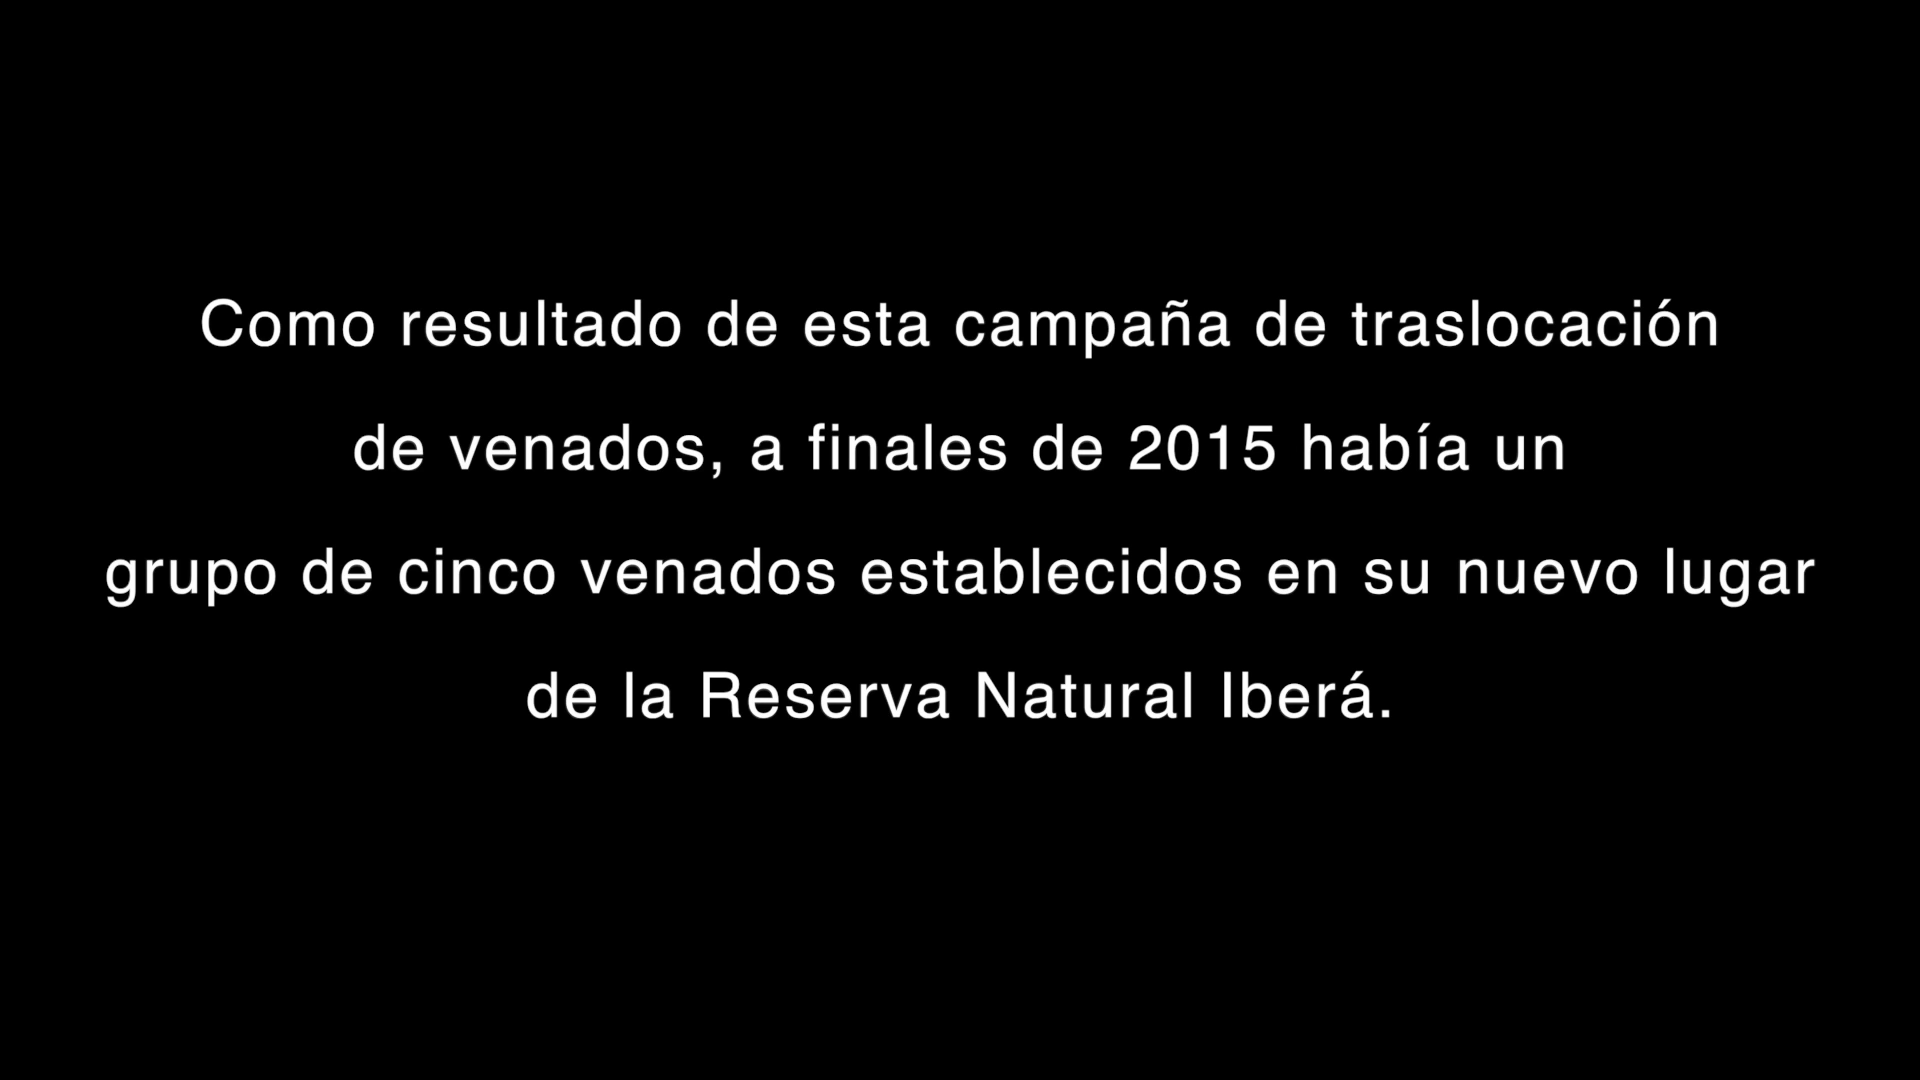 Como resultado de esta campaña de traslocación
de venados, a finales de 2015 había un
grupo de cinco venados establecidos en su nuevo lugar
de la Reserva Natural Iberá.